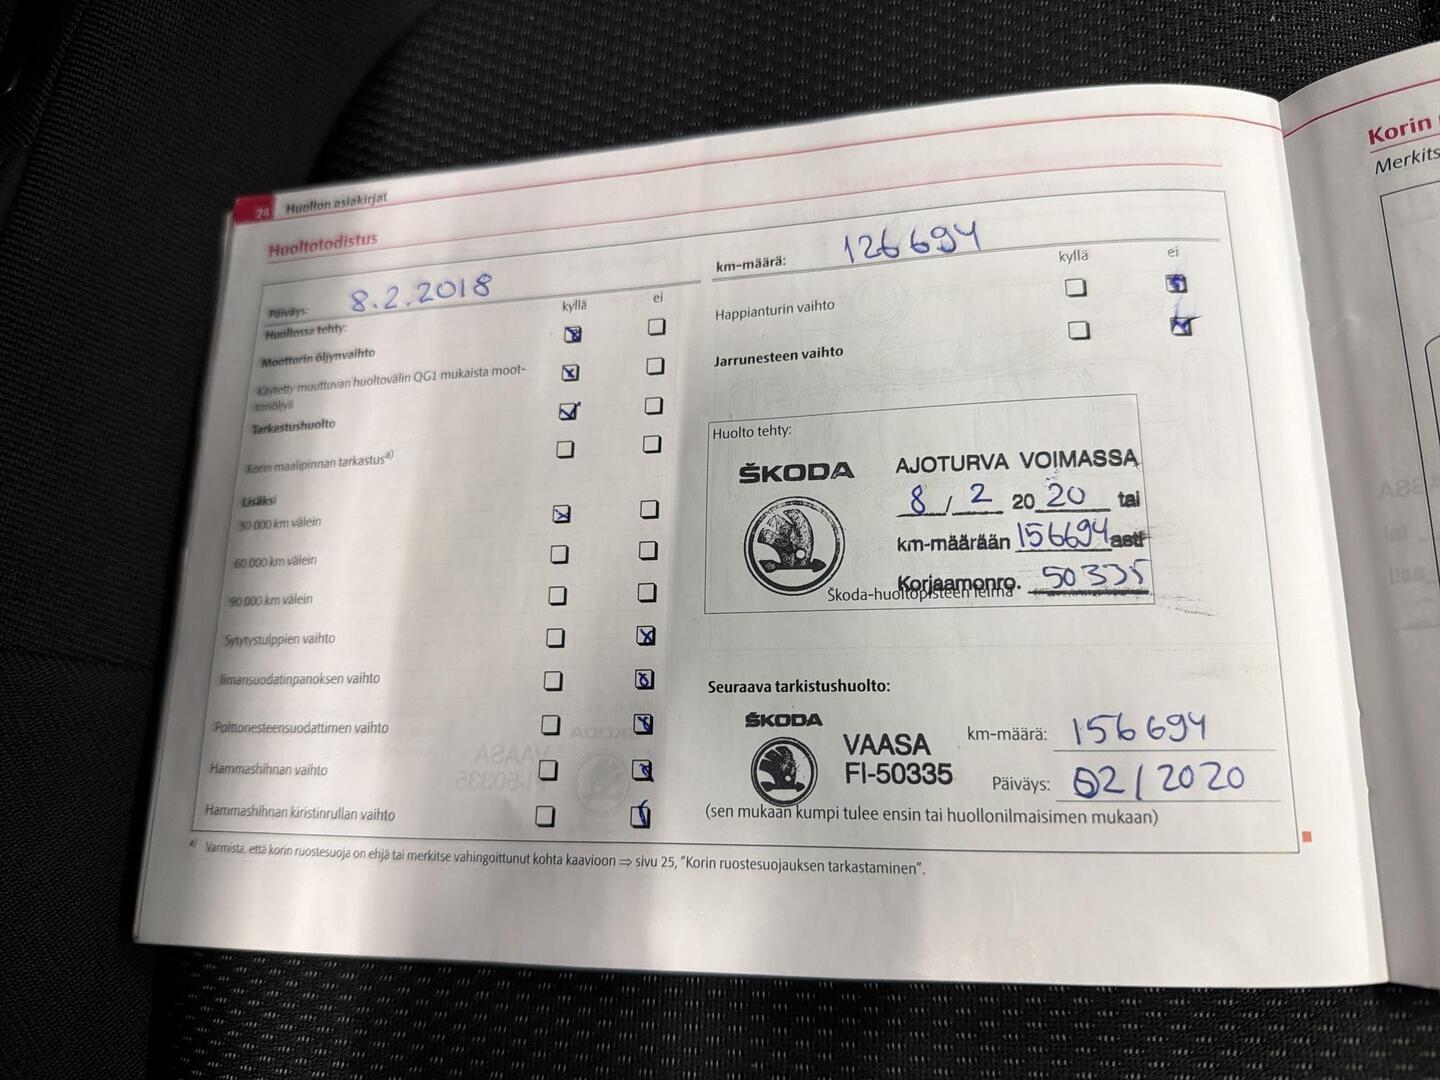 24 Huollon asiakirjat
Huoltotodistus
Päiväys: 8.2.2018
kyllä ei
Huollossa tehty:
Moottorin öljynvaihto
Käytetty muuttuvan huoltovälin QG1 mukaista moot-
toriöljyä
Tarkastushuolto
Korin maalipinnan tarkastus a)
Lisäksi
30 000 km välein
60 000 km välein
90 000 km välein
Sytytystulppien vaihto
Ilmansuodatinpanoksen vaihto
Polttonesteensuodattimen vaihto
Hammashihnan vaihto
Hammashihnan kiristinrullan vaihto
km-määrä: 126694
kyllä ei
Happianturin vaihto
Jarrunesteen vaihto
Huolto tehty:
ŠKODA
AJOTURVA VOIMASSA
8 / 2 20 20 tai
km-määrään 156694 asti
Korjaamonro. 50335
Škoda-huoltopisteen leima
Seuraava tarkistushuolto:
ŠKODA
VAASA
FI-50335
km-määrä: 156694
Päiväys: 02/2020
(sen mukaan kumpi tulee ensin tai huollonilmaisimen mukaan)
a) Varmista, että korin ruostesuoja on ehjä tai merkitse vahingoittunut kohta kaavioon ⇒ sivu 25, "Korin ruostesuojauksen tarkastaminen".
Korin